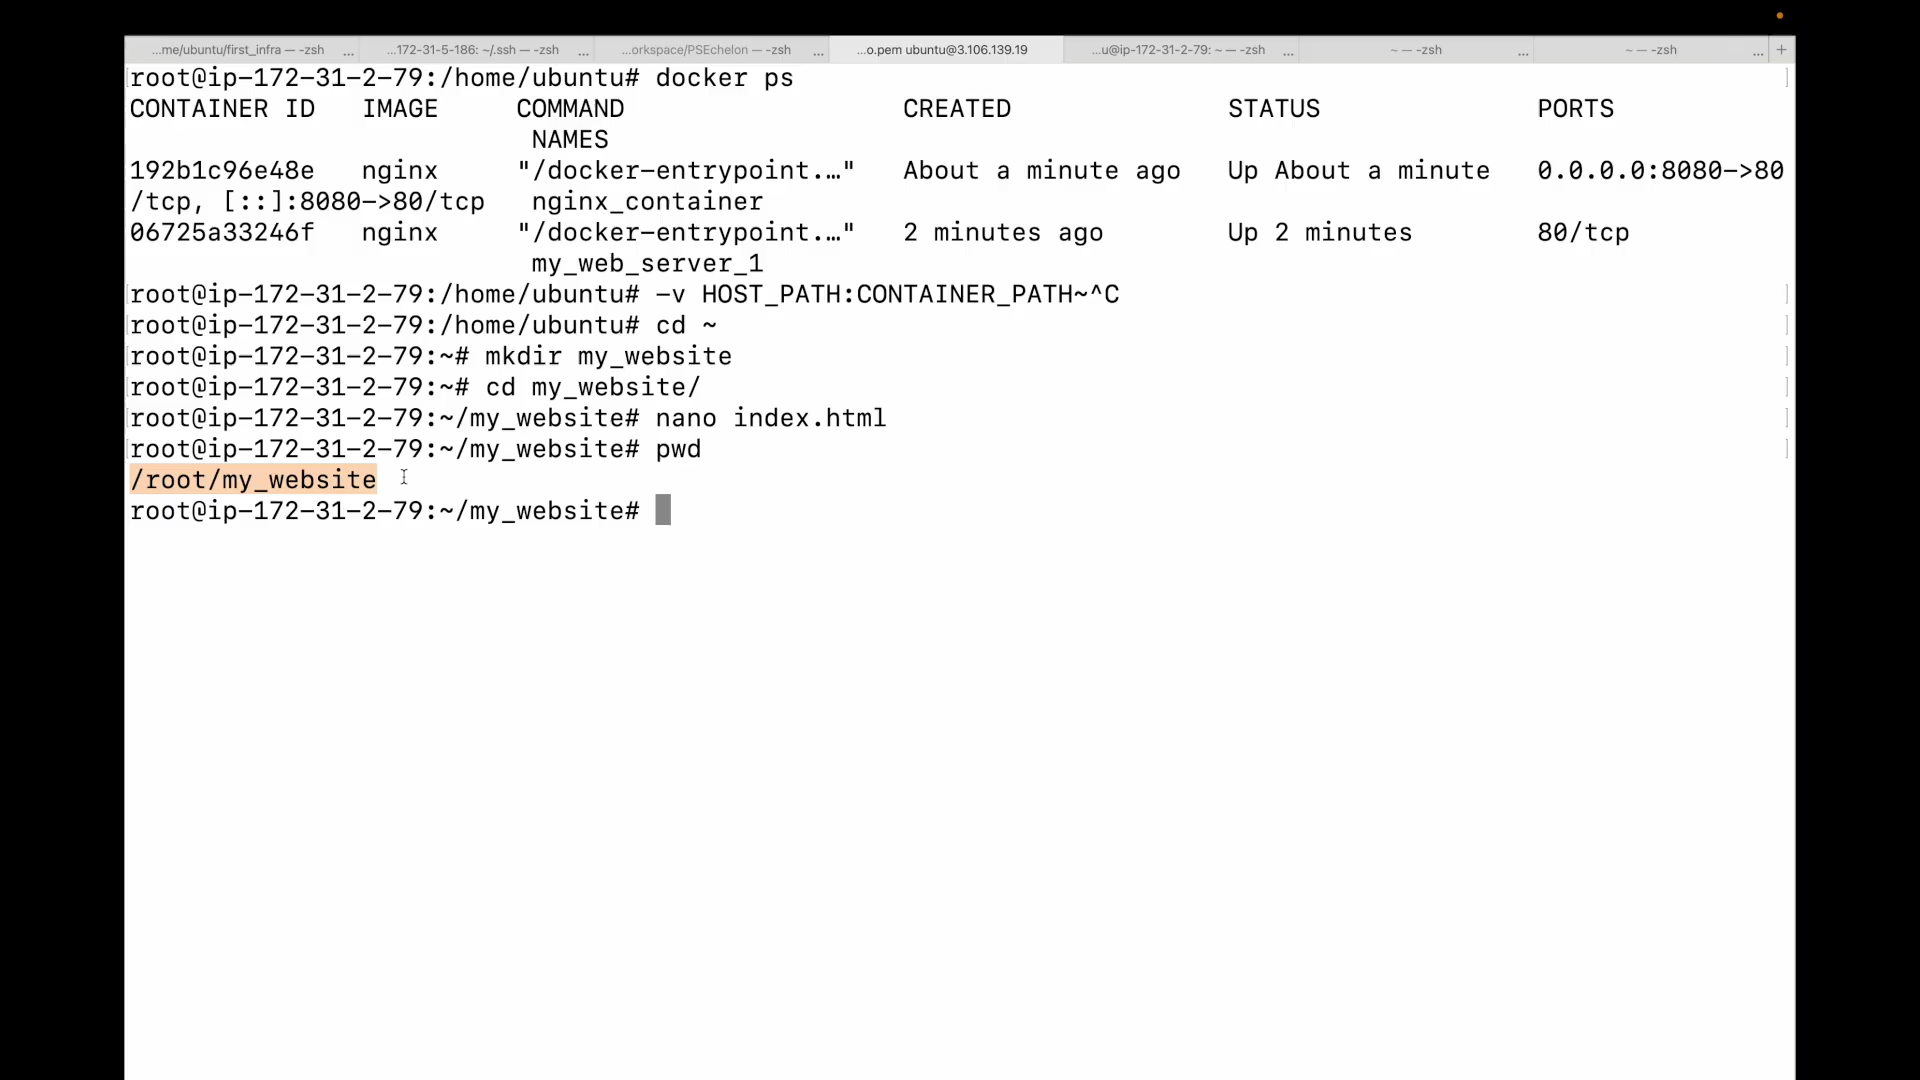 ...me/ubuntu/first_infra — -zsh ... ...172-31-5-186: ~/.ssh — -zsh ... ...orkspace/PSEchelon — -zsh ... ...o.pem ubuntu@3.106.139.19 ...u@ip-172-31-2-79: ~ — -zsh ... ~ — -zsh ... ~ — -zsh ... +
[root@ip-172-31-2-79:/home/ubuntu# docker ps ]
CONTAINER ID IMAGE COMMAND CREATED STATUS PORTS
NAMES
192b1c96e48e nginx "/docker-entrypoint.…" About a minute ago Up About a minute 0.0.0.0:8080->80
/tcp, [::]:8080->80/tcp nginx_container
06725a33246f nginx "/docker-entrypoint.…" 2 minutes ago Up 2 minutes 80/tcp
my_web_server_1
[root@ip-172-31-2-79:/home/ubuntu# -v HOST_PATH:CONTAINER_PATH~^C ]
[root@ip-172-31-2-79:/home/ubuntu# cd ~ ]
[root@ip-172-31-2-79:~# mkdir my_website ]
[root@ip-172-31-2-79:~# cd my_website/ ]
[root@ip-172-31-2-79:~/my_website# nano index.html ]
[root@ip-172-31-2-79:~/my_website# pwd ]
/root/my_website
root@ip-172-31-2-79:~/my_website#